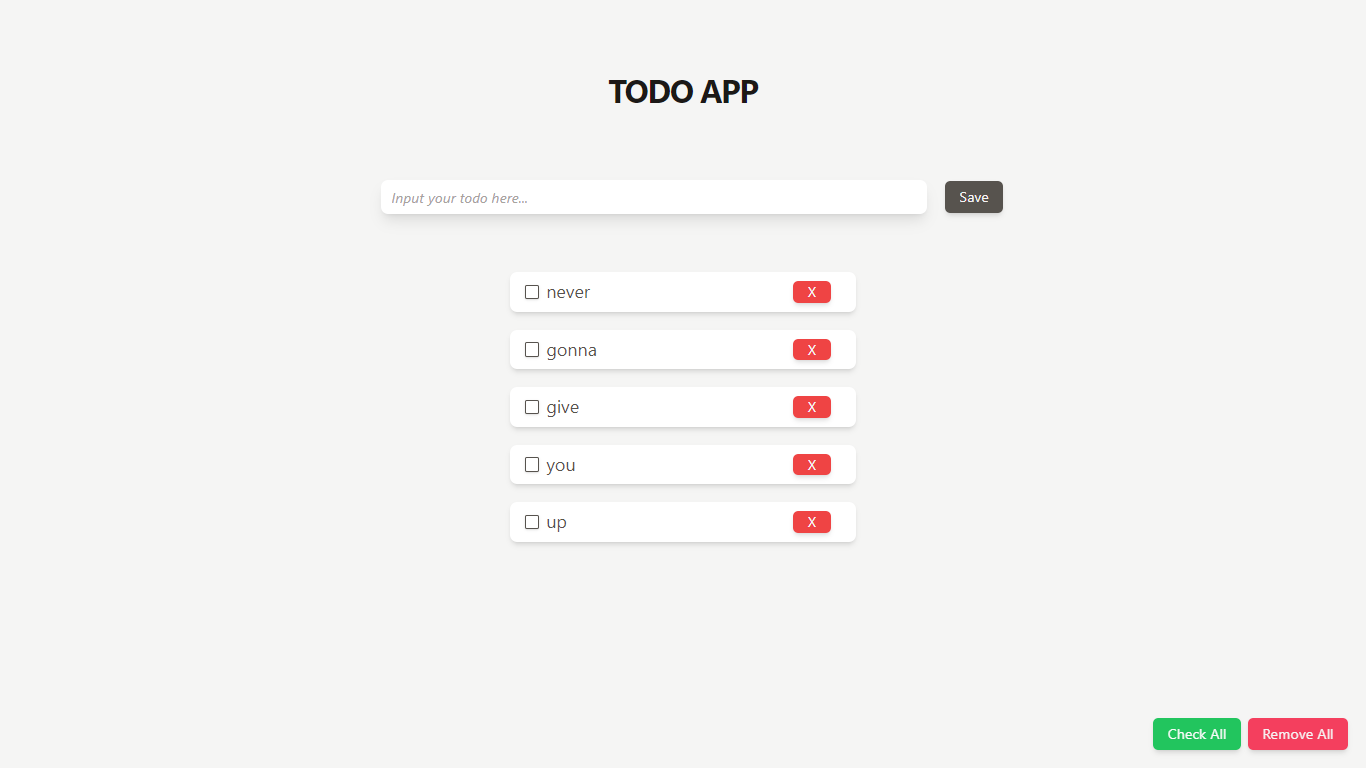 TODO APP
Input your todo here...
Save
never X
gonna X
give X
you X
up X
Check All Remove All